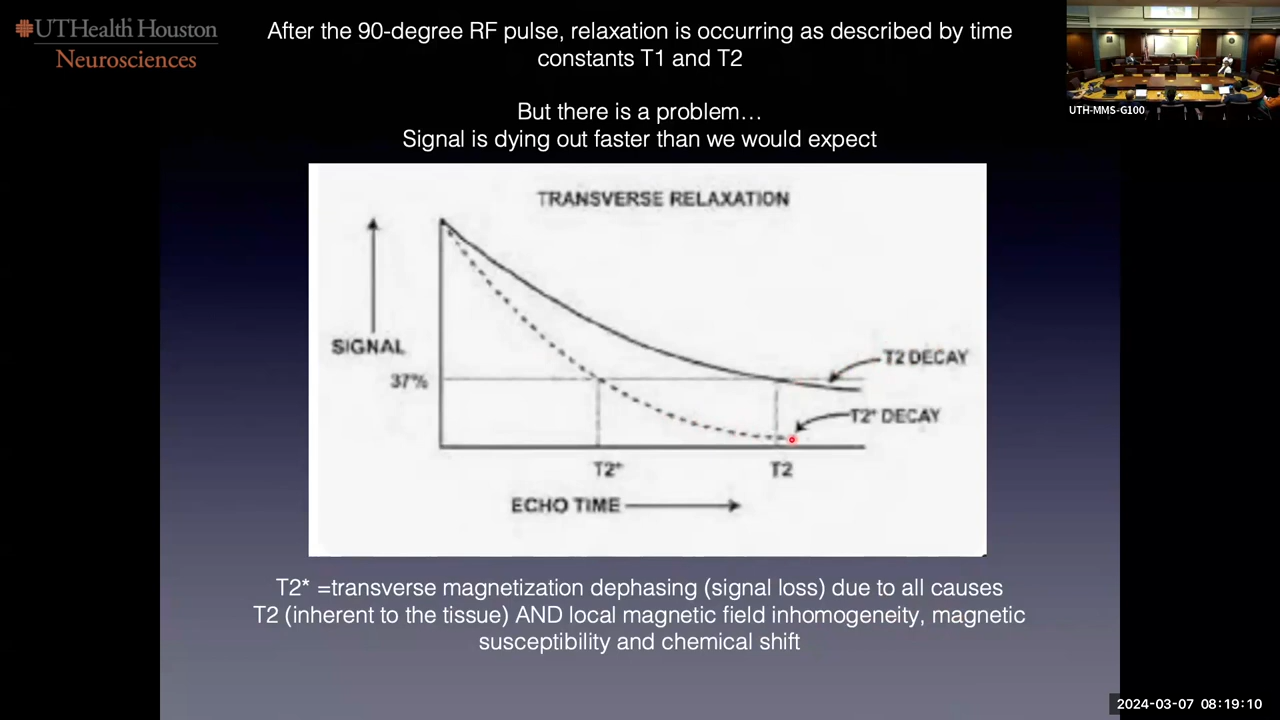 UTHealth Houston
Neurosciences
After the 90-degree RF pulse, relaxation is occurring as described by time
constants T1 and T2
But there is a problem…
Signal is dying out faster than we would expect
UTH-MMS-G100
TRANSVERSE RELAXATION
SIGNAL
37%
T2 DECAY
T2* DECAY
T2*
T2
ECHO TIME
T2* =transverse magnetization dephasing (signal loss) due to all causes
T2 (inherent to the tissue) AND local magnetic field inhomogeneity, magnetic
susceptibility and chemical shift
2024-03-07 08:19:10